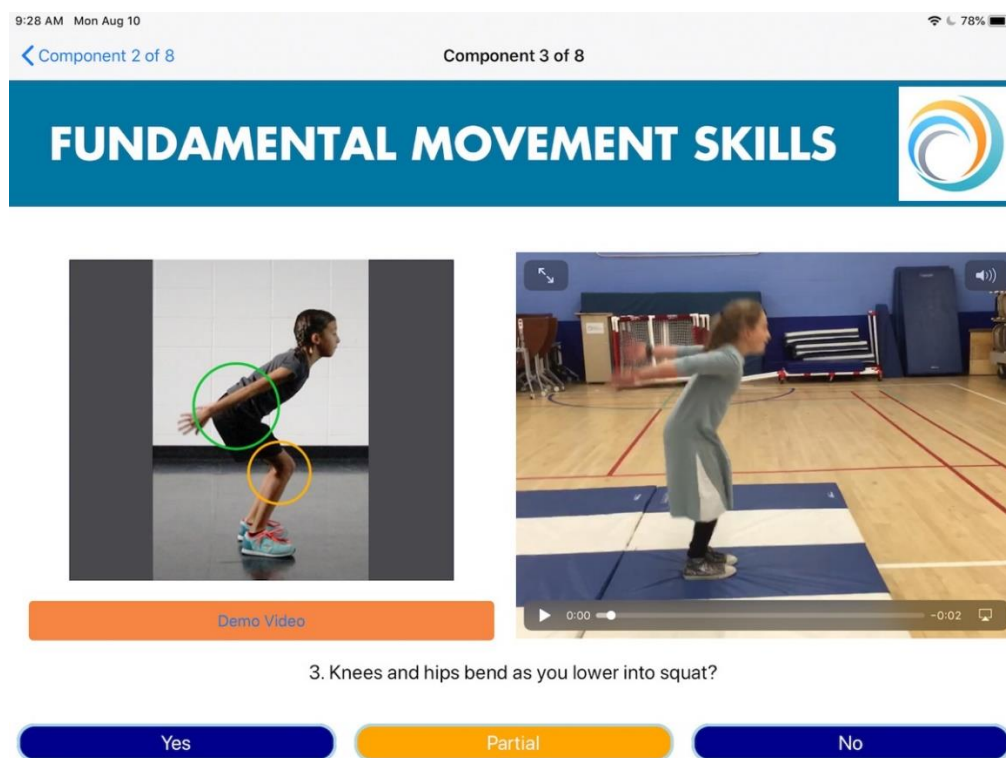 9:28 AM Mon Aug 10
78%
Component 2 of 8
Component 3 of 8
FUNDAMENTAL MOVEMENT SKILLS
Demo Video
0:00
-0:02
3. Knees and hips bend as you lower into squat?
Yes
Partial
No